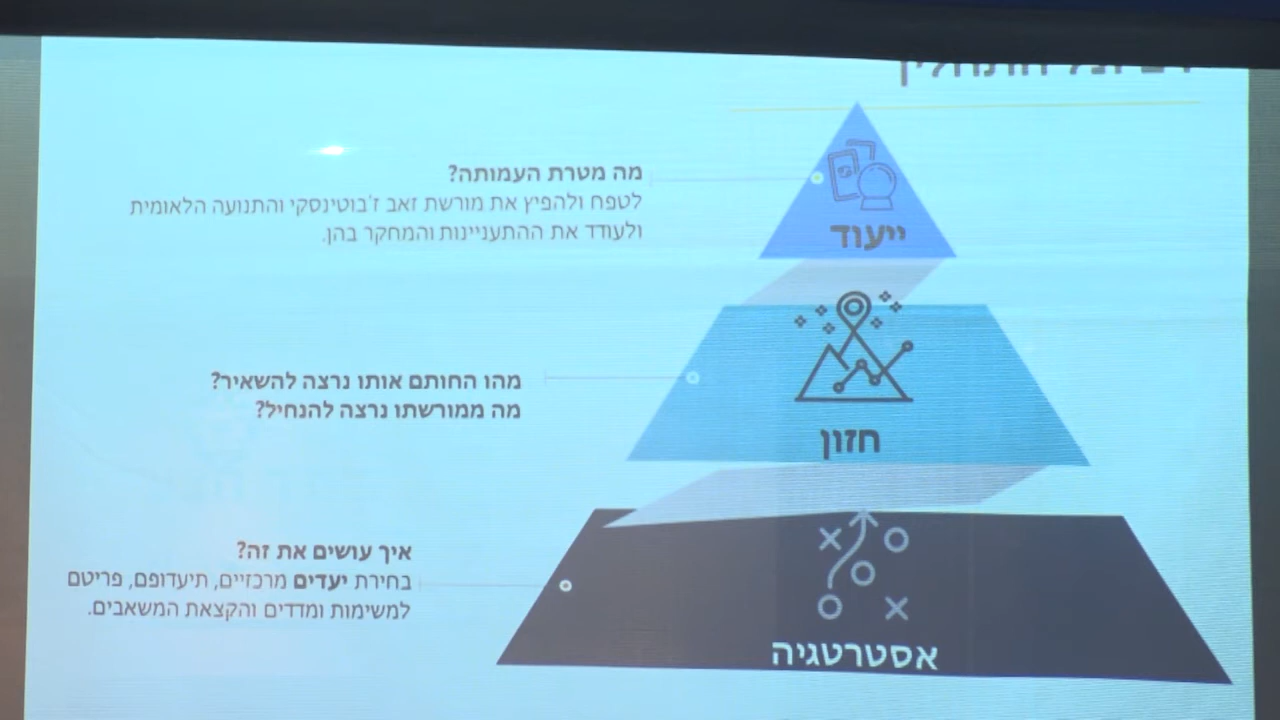 מה מטרת העמותה?
לטפח ולהפיץ את מורשת זאב ז'בוטינסקי והתנועה הלאומית
ולעודד את ההתעניינות והמחקר בהן.
ייעוד
מהו החותם אותו נרצה להשאיר?
מה ממורשתו נרצה להנחיל?
חזון
איך עושים את זה?
בחירת יעדים מרכזיים, תיעדופם, פריטם
למשימות ומדדים והקצאת המשאבים.
אסטרטגיה